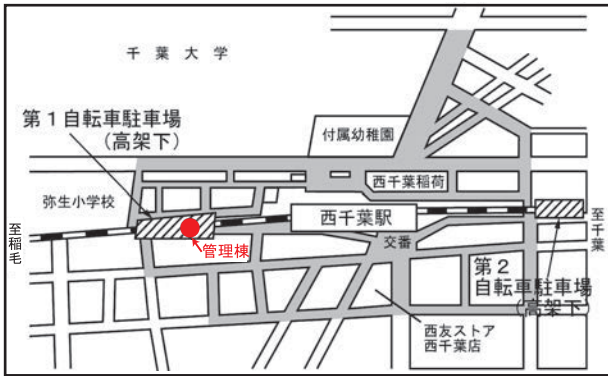 千葉大学
第1自転車駐車場
(高架下)
付属幼稚園
西千葉稲荷
弥生小学校
西千葉駅
至稲毛
管理棟
交番
至千葉
第2
自転車駐車場
(高架下)
西友ストア
西千葉店